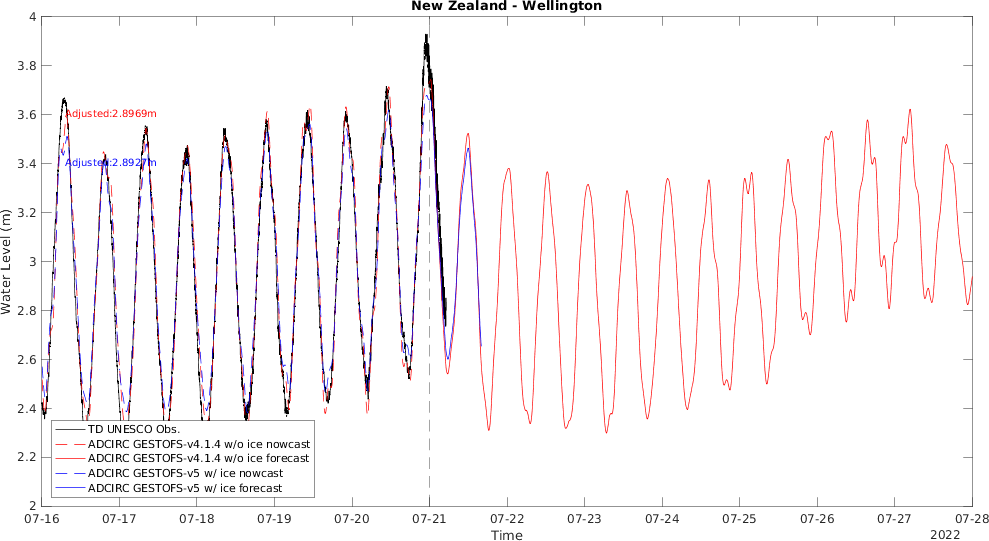 New Zealand - Wellington
4
3.8
3.6
3.4
3.2
3
2.8
2.6
2.4
2.2
2
Water Level (m)
Adjusted:2.8969m
Adjusted:2.8927m
TD UNESCO Obs.
ADCIRC GESTOFS-v4.1.4 w/o ice nowcast
ADCIRC GESTOFS-v4.1.4 w/o ice forecast
ADCIRC GESTOFS-v5 w/ ice nowcast
ADCIRC GESTOFS-v5 w/ ice forecast
07-16 07-17 07-18 07-19 07-20 07-21 07-22 07-23 07-24 07-25 07-26 07-27 07-28
Time
2022